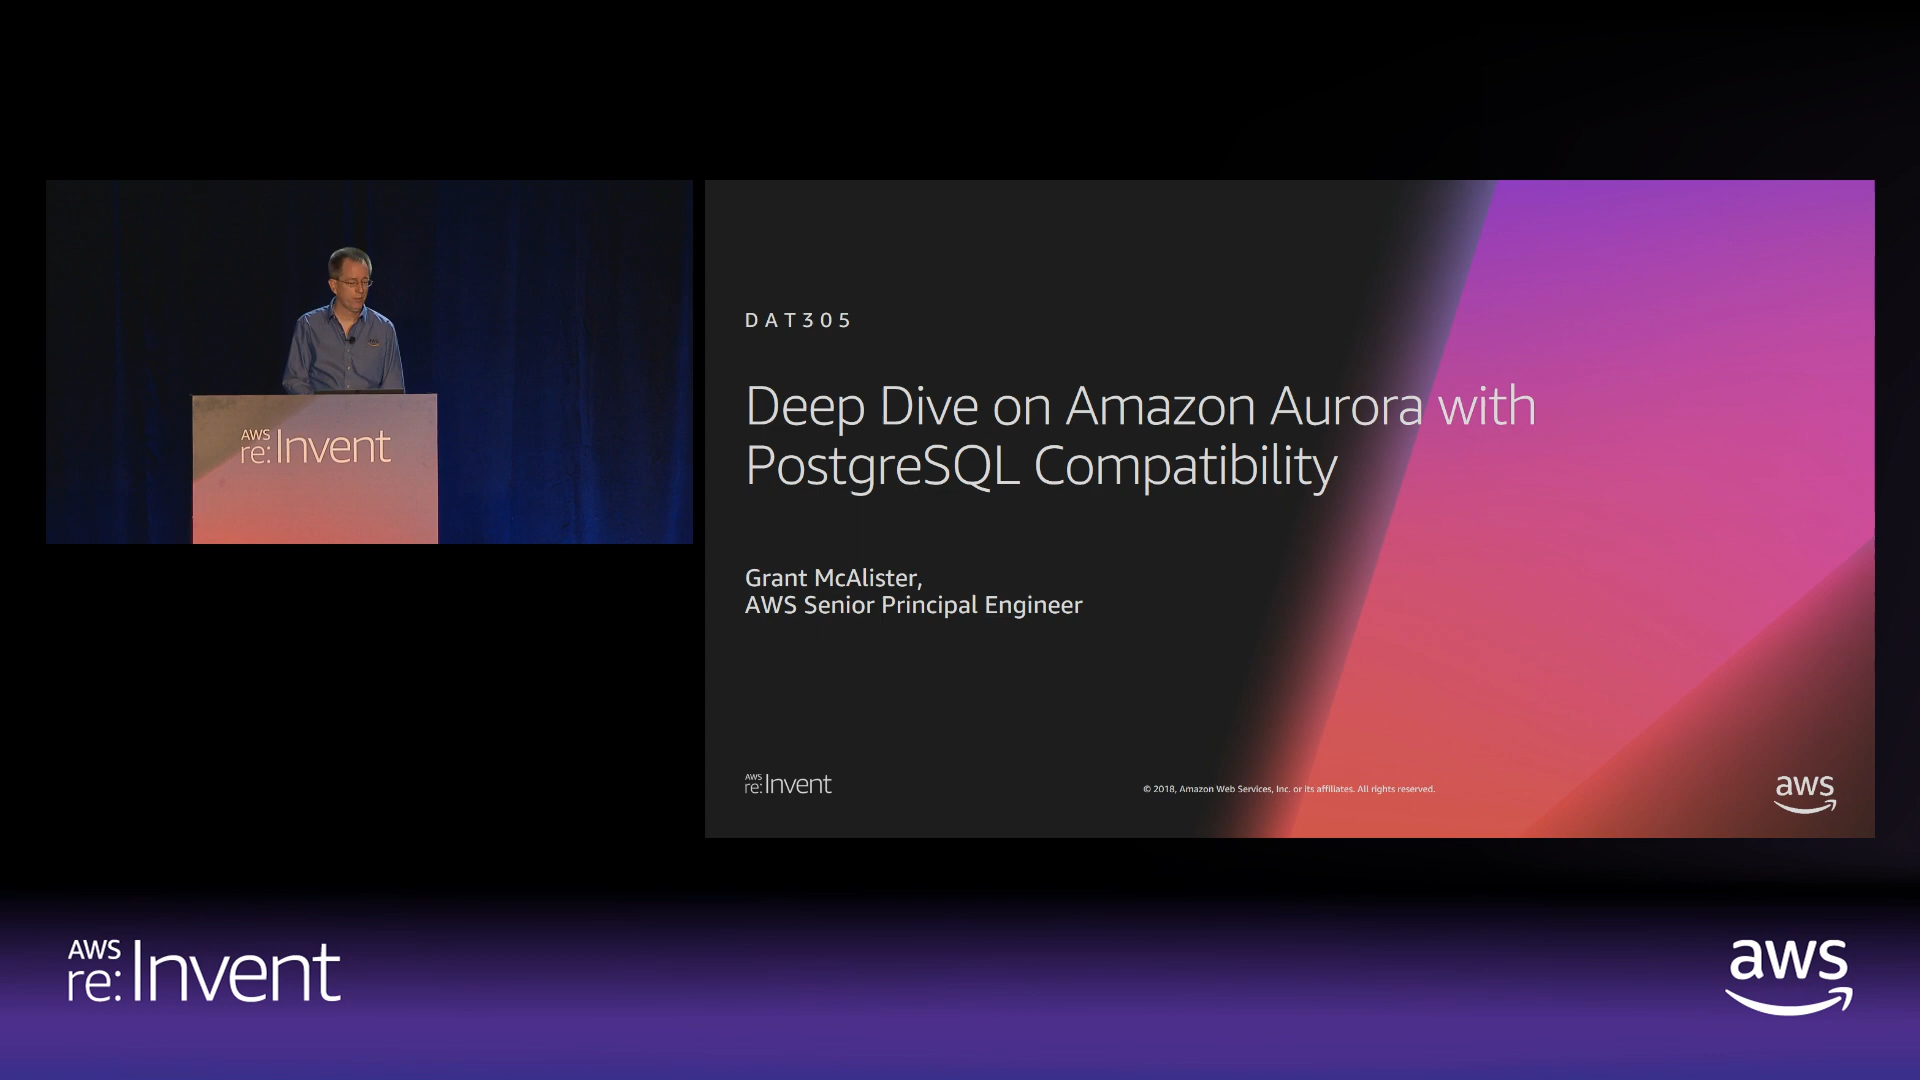 AWS
re:Invent
DAT305
Deep Dive on Amazon Aurora with
PostgreSQL Compatibility
Grant McAlister,
AWS Senior Principal Engineer
AWS
re:Invent
© 2018, Amazon Web Services, Inc. or its affiliates. All rights reserved.
aws
AWS
re:Invent
aws